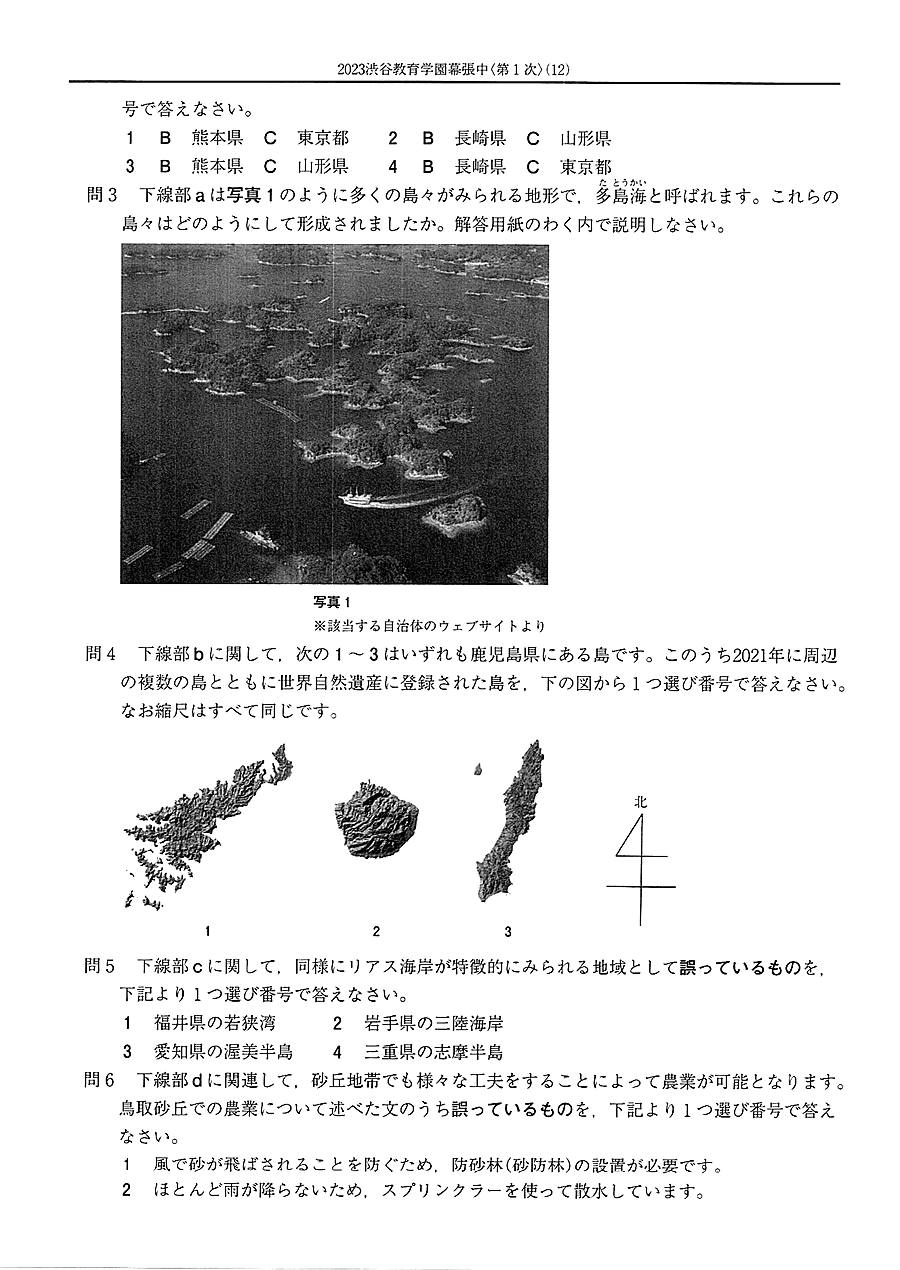 2023渋谷教育学園幕張中〈第1次〉(12)
号で答えなさい。
1 B 熊本県 C 東京都 2 B 長崎県 C 山形県
3 B 熊本県 C 山形県 4 B 長崎県 C 東京都
問3 下線部aは写真1のように多くの島々がみられる地形で，多島海と呼ばれます。これらの
た とうかい
島々はどのようにして形成されましたか。解答用紙のわく内で説明しなさい。
写真1
※該当する自治体のウェブサイトより
問4 下線部bに関して，次の1～3はいずれも鹿児島県にある島です。このうち2021年に周辺
の複数の島とともに世界自然遺産に登録された島を，下の図から1つ選び番号で答えなさい。
なお縮尺はすべて同じです。
北
1 2 3
問5 下線部cに関して，同様にリアス海岸が特徴的にみられる地域として誤っているものを，
下記より1つ選び番号で答えなさい。
1 福井県の若狭湾 2 岩手県の三陸海岸
3 愛知県の渥美半島 4 三重県の志摩半島
問6 下線部dに関連して，砂丘地帯でも様々な工夫をすることによって農業が可能となります。
鳥取砂丘での農業について述べた文のうち誤っているものを，下記より1つ選び番号で答え
なさい。
1 風で砂が飛ばされることを防ぐため，防砂林(砂防林)の設置が必要です。
2 ほとんど雨が降らないため，スプリンクラーを使って散水しています。